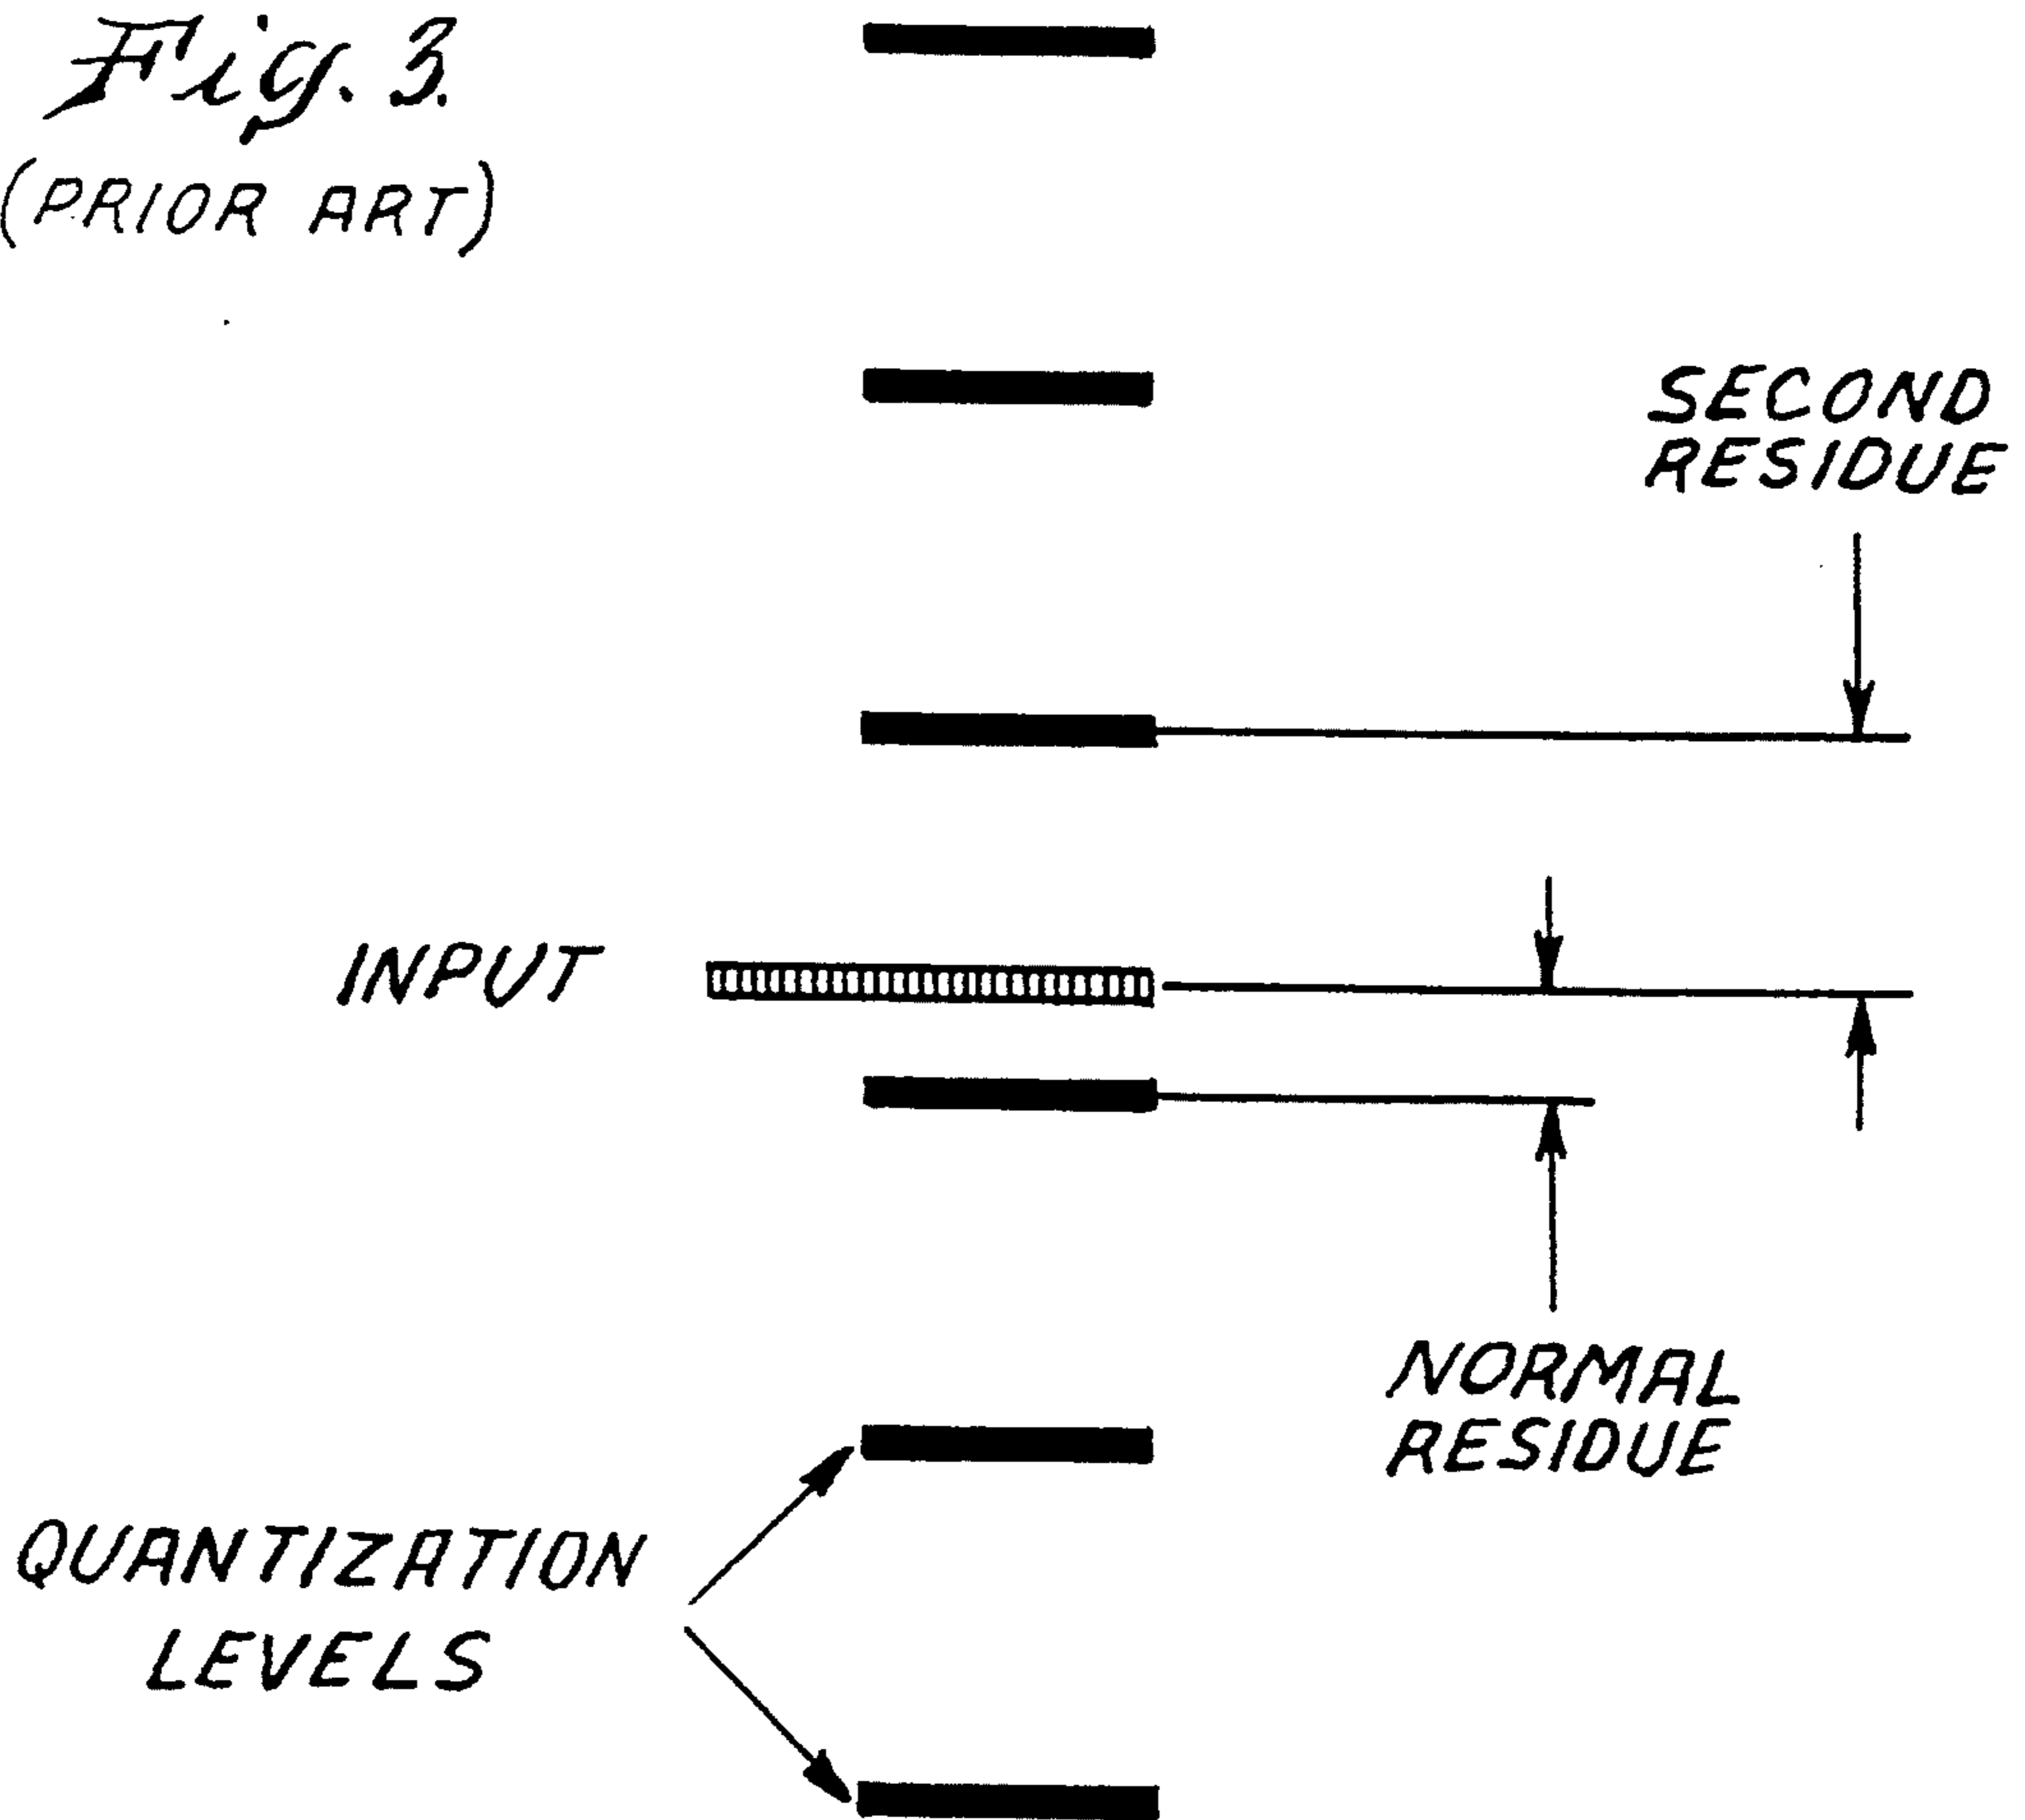 Fig. 3.
(PRIOR ART)
SECOND
RESIDUE
INPUT
NORMAL
RESIDUE
QUANTIZATION
LEVELS